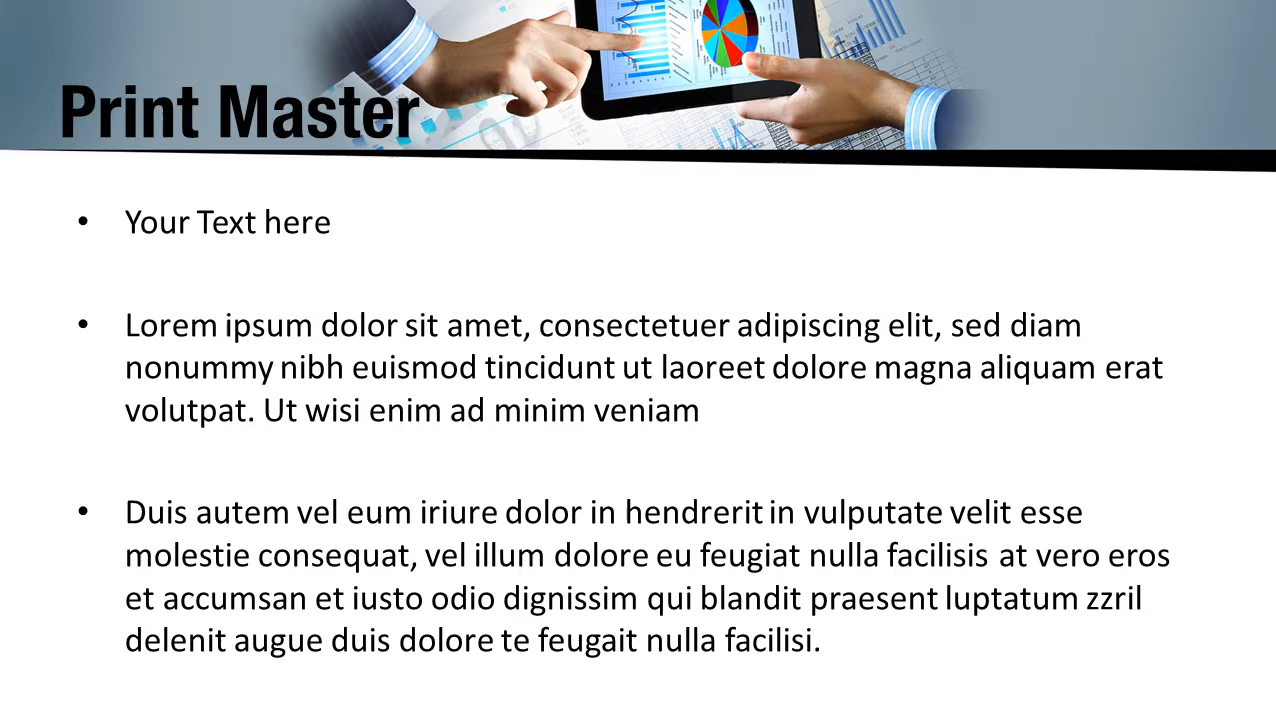 Print Master
• Your Text here
• Lorem ipsum dolor sit amet, consectetuer adipiscing elit, sed diam
nonummy nibh euismod tincidunt ut laoreet dolore magna aliquam erat
volutpat. Ut wisi enim ad minim veniam
• Duis autem vel eum iriure dolor in hendrerit in vulputate velit esse
molestie consequat, vel illum dolore eu feugiat nulla facilisis at vero eros
et accumsan et iusto odio dignissim qui blandit praesent luptatum zzril
delenit augue duis dolore te feugait nulla facilisi.